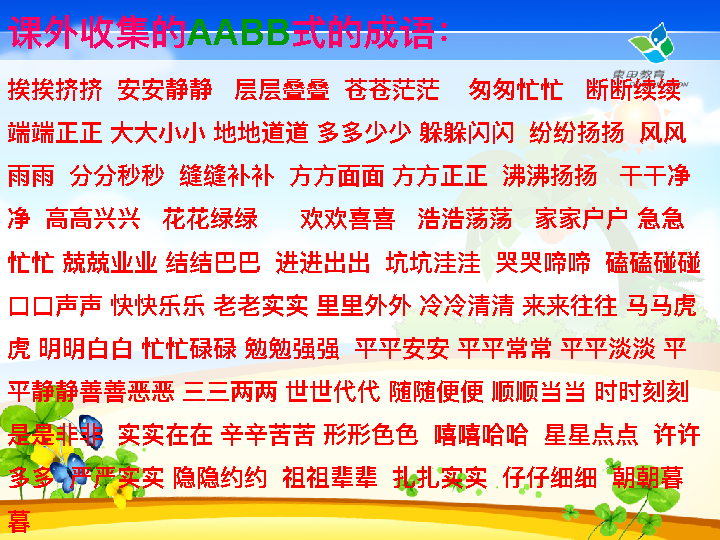 课外收集的AABB式的成语：
挨挨挤挤 安安静静 层层叠叠 苍苍茫茫 匆匆忙忙 断断续续
端端正正 大大小小 地地道道 多多少少 躲躲闪闪 纷纷扬扬 风风
雨雨 分分秒秒 缝缝补补 方方面面 方方正正 沸沸扬扬 干干净
净 高高兴兴 花花绿绿 欢欢喜喜 浩浩荡荡 家家户户 急急
忙忙 兢兢业业 结结巴巴 进进出出 坑坑洼洼 哭哭啼啼 磕磕碰碰
口口声声 快快乐乐 老老实实 里里外外 冷冷清清 来来往往 马马虎
虎 明明白白 忙忙碌碌 勉勉强强 平平安安 平平常常 平平淡淡 平
平静静善善恶恶 三三两两 世世代代 随随便便 顺顺当当 时时刻刻
是是非非 实实在在 辛辛苦苦 形形色色 嘻嘻哈哈 星星点点 许许
多多 严严实实 隐隐约约 祖祖辈辈 扎扎实实 仔仔细细 朝朝暮
暮